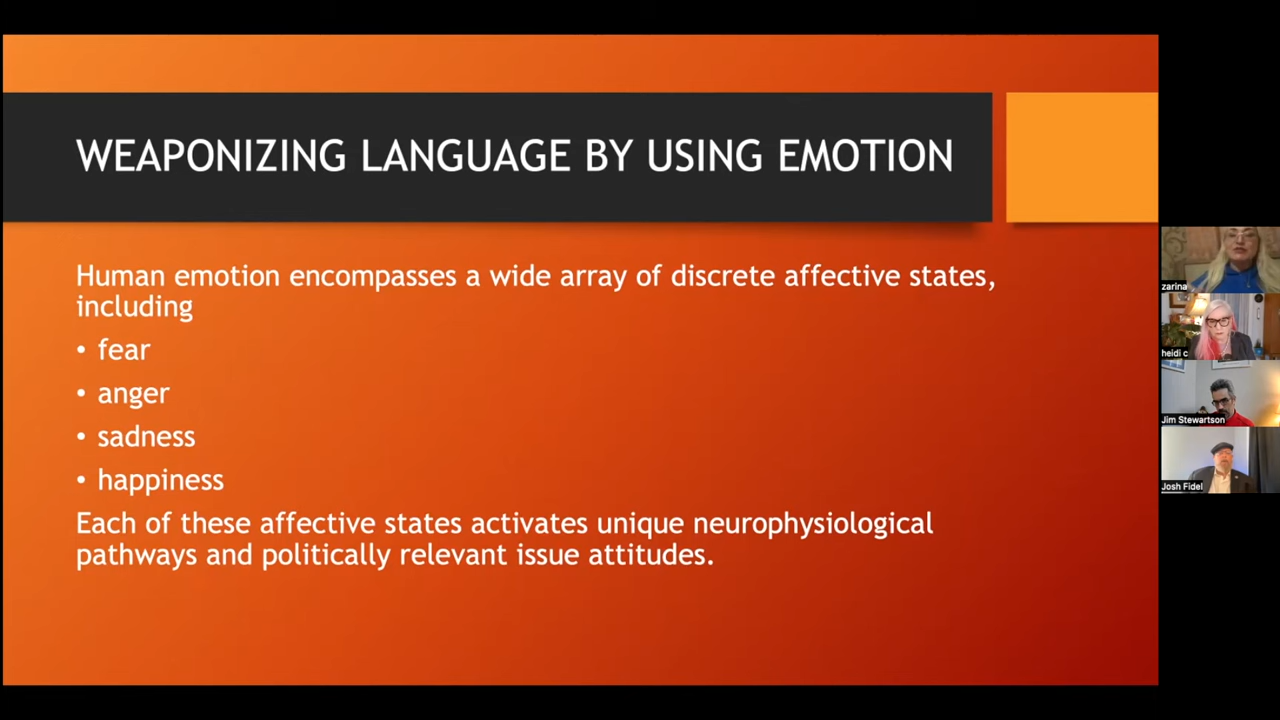 WEAPONIZING LANGUAGE BY USING EMOTION
Human emotion encompasses a wide array of discrete affective states,
including
• fear
• anger
• sadness
• happiness
Each of these affective states activates unique neurophysiological
pathways and politically relevant issue attitudes.
zarina
heidi c
Jim Stewartson
Josh Fidel